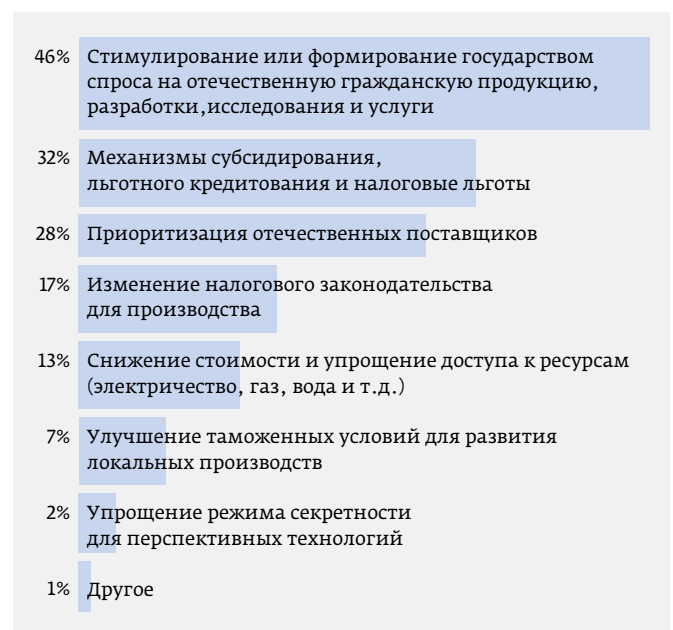 46% Стимулирование или формирование государством
спроса на отечественную гражданскую продукцию,
разработки,исследования и услуги
32% Механизмы субсидирования,
льготного кредитования и налоговые льготы
28% Приоритизация отечественных поставщиков
17% Изменение налогового законодательства
для производства
13% Снижение стоимости и упрощение доступа к ресурсам
(электричество, газ, вода и т.д.)
7% Улучшение таможенных условий для развития
локальных производств
2% Упрощение режима секретности
для перспективных технологий
1% Другое